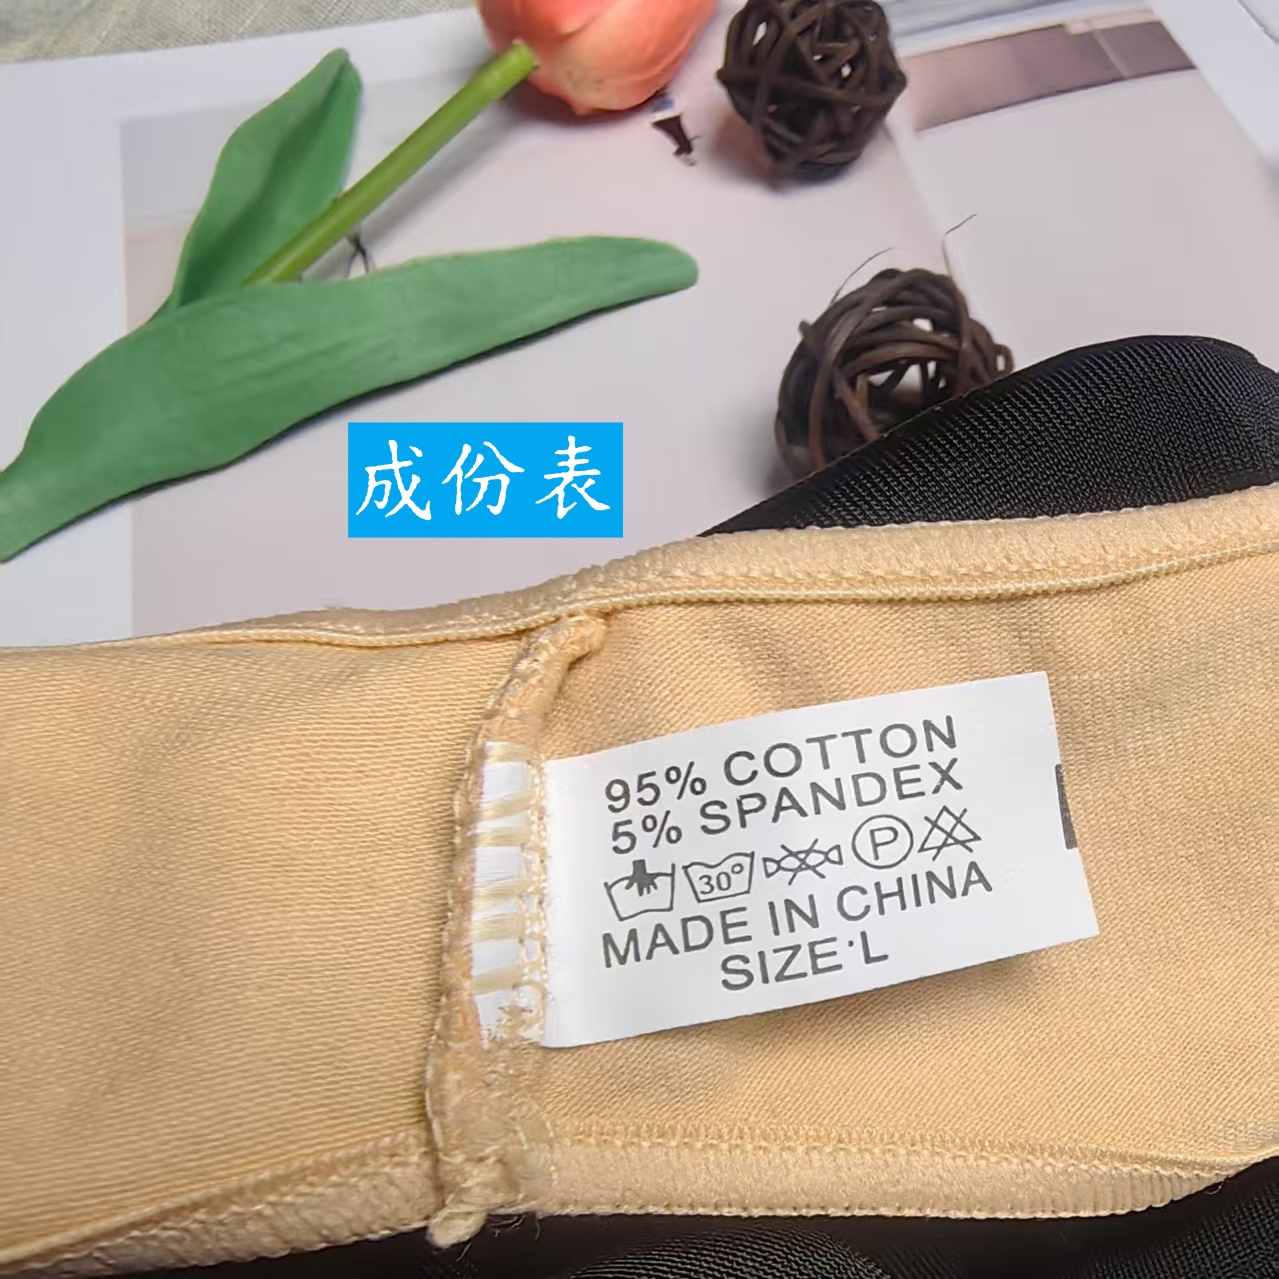 成份表
95% COTTON
5% SPANDEX
30° P
MADE IN CHINA
SIZE·L